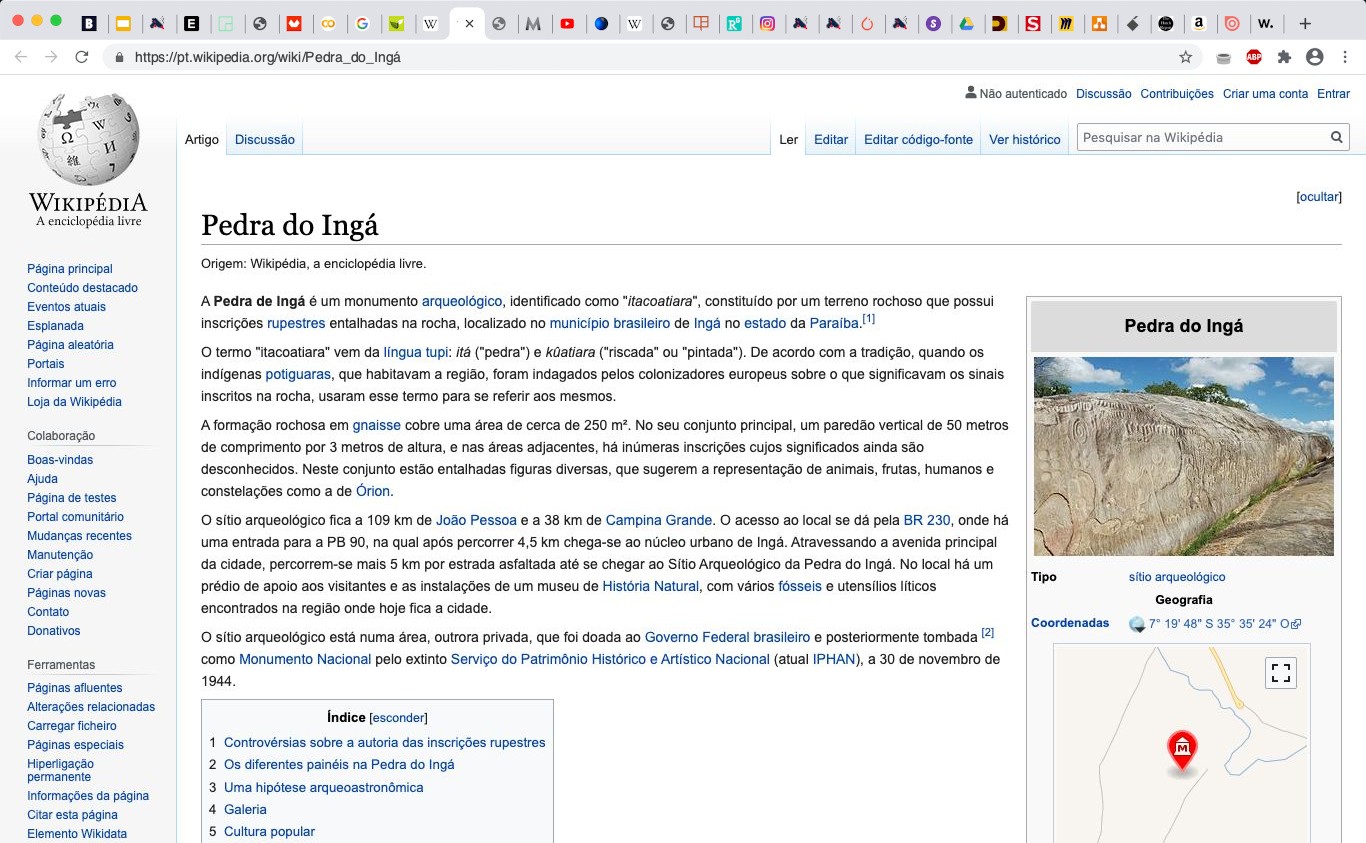 https://pt.wikipedia.org/wiki/Pedra_do_Ingá
Não autenticado Discussão Contribuições Criar uma conta Entrar
Artigo Discussão Ler Editar Editar código-fonte Ver histórico Pesquisar na Wikipédia
WIKIPÉDIA
A enciclopédia livre
Página principal
Conteúdo destacado
Eventos atuais
Esplanada
Página aleatória
Portais
Informar um erro
Loja da Wikipédia
Colaboração
Boas-vindas
Ajuda
Página de testes
Portal comunitário
Mudanças recentes
Manutenção
Criar página
Páginas novas
Contato
Donativos
Ferramentas
Páginas afluentes
Alterações relacionadas
Carregar ficheiro
Páginas especiais
Hiperligação
permanente
Informações da página
Citar esta página
Elemento Wikidata
[ocultar]
Pedra do Ingá
Origem: Wikipédia, a enciclopédia livre.
A Pedra de Ingá é um monumento arqueológico, identificado como "itacoatiara", constituído por um terreno rochoso que possui
inscrições rupestres entalhadas na rocha, localizado no município brasileiro de Ingá no estado da Paraíba.[1]
O termo "itacoatiara" vem da língua tupi: itá ("pedra") e kûatiara ("riscada" ou "pintada"). De acordo com a tradição, quando os
indígenas potiguaras, que habitavam a região, foram indagados pelos colonizadores europeus sobre o que significavam os sinais
inscritos na rocha, usaram esse termo para se referir aos mesmos.
A formação rochosa em gnaisse cobre uma área de cerca de 250 m². No seu conjunto principal, um paredão vertical de 50 metros
de comprimento por 3 metros de altura, e nas áreas adjacentes, há inúmeras inscrições cujos significados ainda são
desconhecidos. Neste conjunto estão entalhadas figuras diversas, que sugerem a representação de animais, frutas, humanos e
constelações como a de Órion.
O sítio arqueológico fica a 109 km de João Pessoa e a 38 km de Campina Grande. O acesso ao local se dá pela BR 230, onde há
uma entrada para a PB 90, na qual após percorrer 4,5 km chega-se ao núcleo urbano de Ingá. Atravessando a avenida principal
da cidade, percorrem-se mais 5 km por estrada asfaltada até se chegar ao Sítio Arqueológico da Pedra do Ingá. No local há um
prédio de apoio aos visitantes e as instalações de um museu de História Natural, com vários fósseis e utensílios líticos
encontrados na região onde hoje fica a cidade.
O sítio arqueológico está numa área, outrora privada, que foi doada ao Governo Federal brasileiro e posteriormente tombada [2]
como Monumento Nacional pelo extinto Serviço do Patrimônio Histórico e Artístico Nacional (atual IPHAN), a 30 de novembro de
1944.
Índice [esconder]
1 Controvérsias sobre a autoria das inscrições rupestres
2 Os diferentes painéis na Pedra do Ingá
3 Uma hipótese arqueoastronômica
4 Galeria
5 Cultura popular
Pedra do Ingá
Tipo sítio arqueológico
Geografia
Coordenadas 7° 19' 48" S 35° 35' 24" O